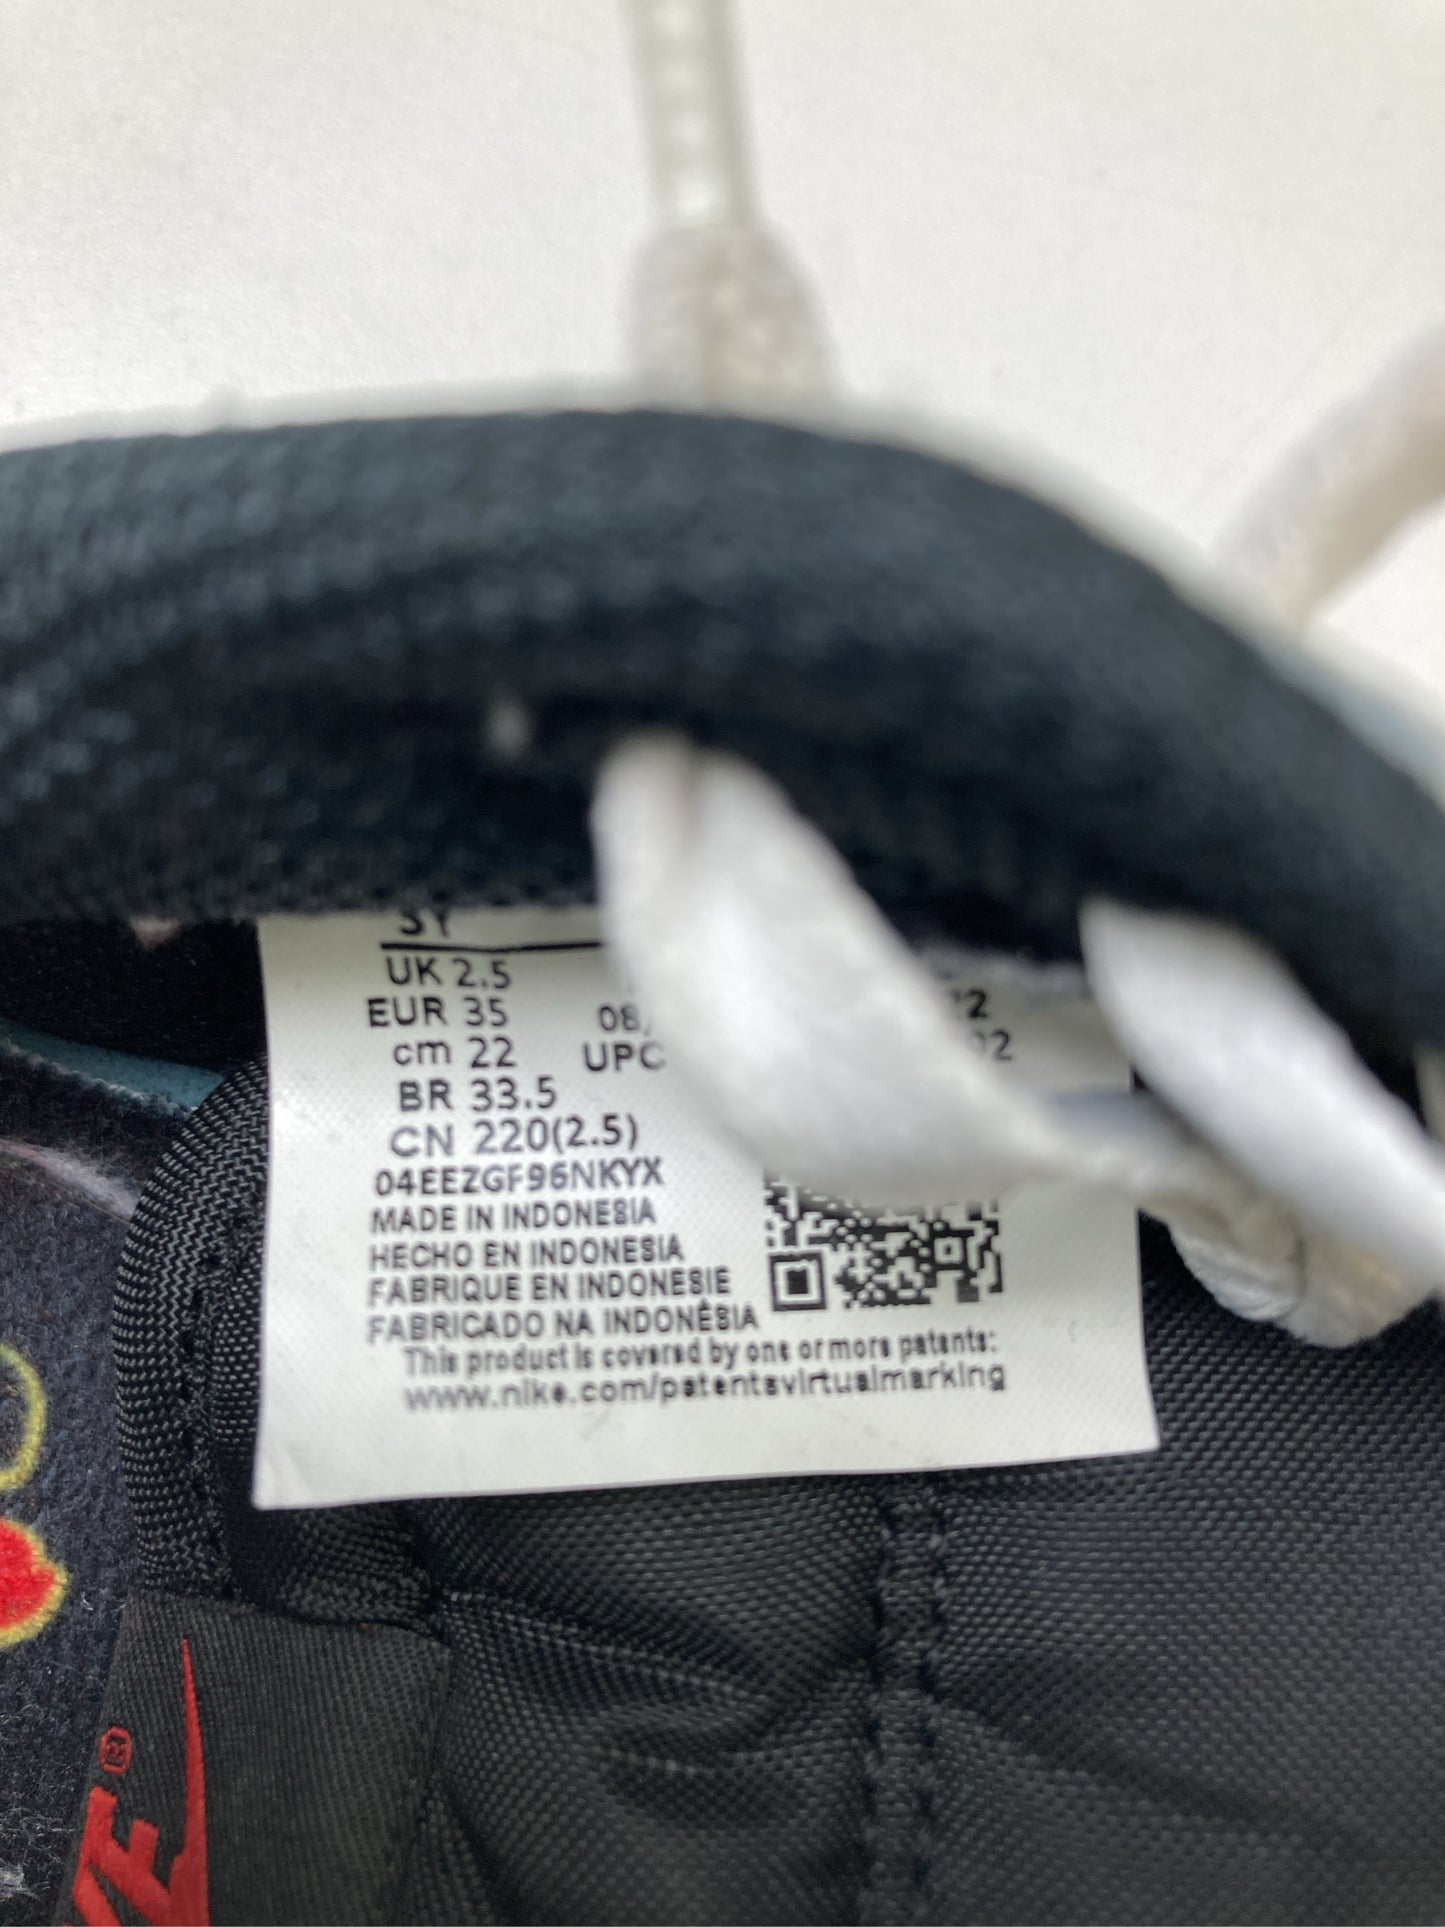 UK 2.5
EUR 35 08/
cm 22 UPC
BR 33.5
CN 220(2.5)
04EEZGF96NKYX
MADE IN INDONESIA
HECHO EN INDONESIA
FABRIQUE EN INDONESIE
FABRICADO NA INDONÉSIA
This product is covered by one or more patents:
www.nike.com/patentsvirtualmarking